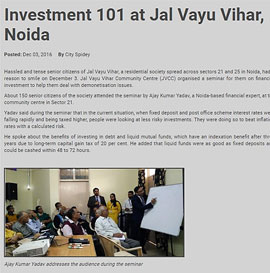 Investment 101 at Jal Vayu Vihar,
Noida
Posted: Dec 03, 2016 By City Spidey
Hassled and tense senior citizens of Jal Vayu Vihar, a residential society spread across sectors 21 and 25 in Noida, had
reason to smile on December 3. Jal Vayu Vihar Community Centre (JVCC) organised a seminar for them on
investment to help them deal with demonetisation issues.
About 150 senior citizens of the society attended the seminar by Ajay Kumar Yadav, a Noida-based financial expert, at t
community centre in Sector 21.
Yadav said during the seminar that in the current situation, when fixed deposit and post office scheme interest rates we
falling rapidly and being taxed higher, people were looking at less risky investments. They were doing so to beat inflatio
rates with a calculated risk.
He spoke about the benefits of investing in debt and liquid mutual funds, which have an indexation benefit after thre
years due to long-term capital gain tax of 20 per cent. He added that liquid funds were as good as fixed deposits a
could be cashed within 48 to 72 hours.
Ajay Kumar Yadav addresses the audience during the seminar